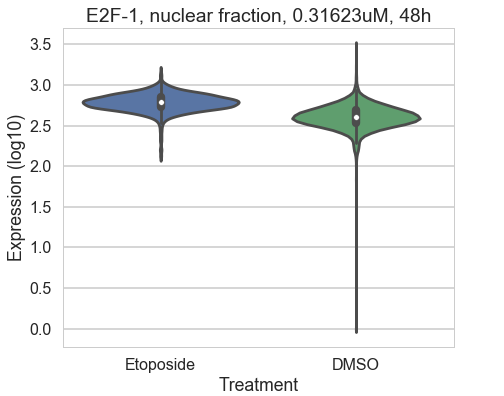 E2F-1, nuclear fraction, 0.31623uM, 48h
3.5
3.0
2.5
2.0
1.5
1.0
0.5
0.0
Expression (log10)
Etoposide DMSO
Treatment